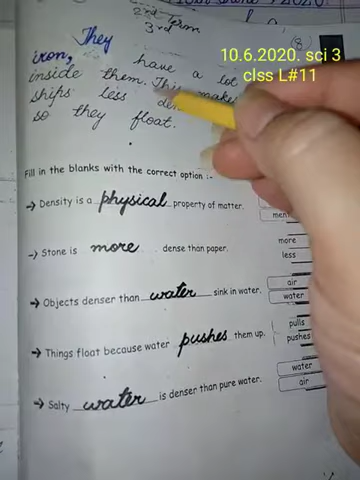 2nd Term
3rd
They
(8)
10.6.2020. sci 3
clss L#11
iron, have a lot
inside them. This makes
ships less
so they float.
Fill in the blanks with the correct option :-
→ Density is a physical property of matter.
→) Stone is more dense than paper.
more
less
→ Objects denser than water sink in water.
air
water
→ Things float because water pushes them up.
pulls
pushes
→ Salty water is denser than pure water.
water
air